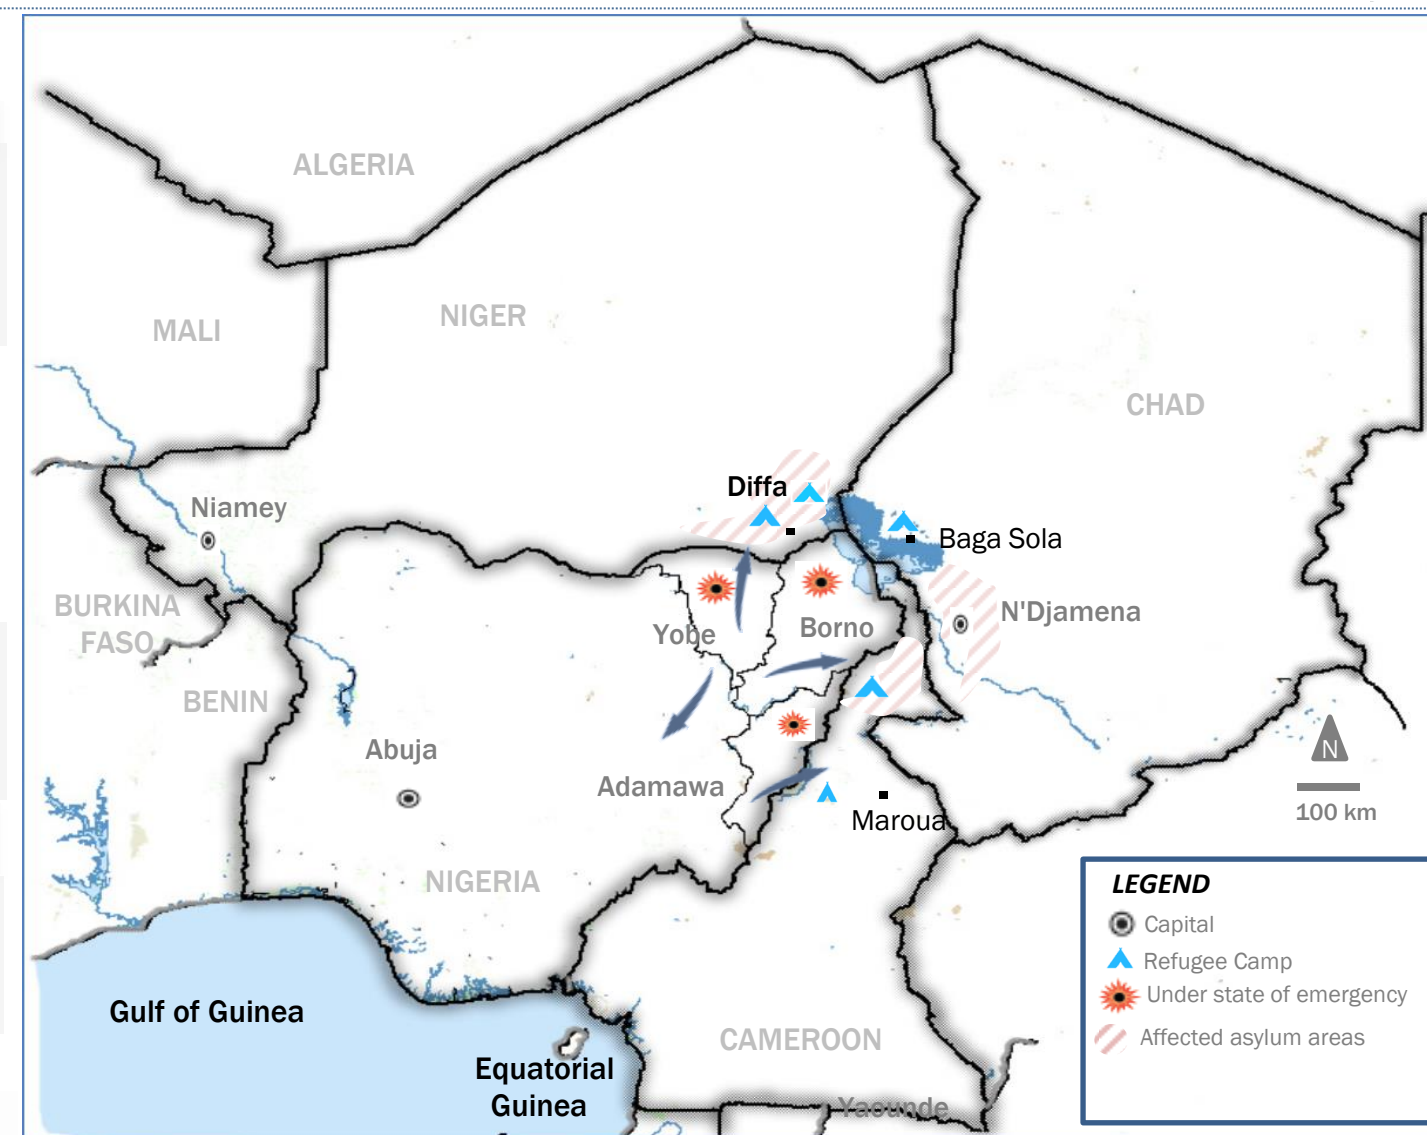 ALGERIA
MALI
NIGER
CHAD
Diffa
Niamey
Baga Sola
BURKINA
FASO
N'Djamena
Yobe
Borno
BENIN
Abuja
Adamawa
N
100 km
Maroua
NIGERIA
LEGEND
Capital
Refugee Camp
Under state of emergency
Affected asylum areas
Gulf of Guinea
CAMEROON
Equatorial
Guinea
Yaounde